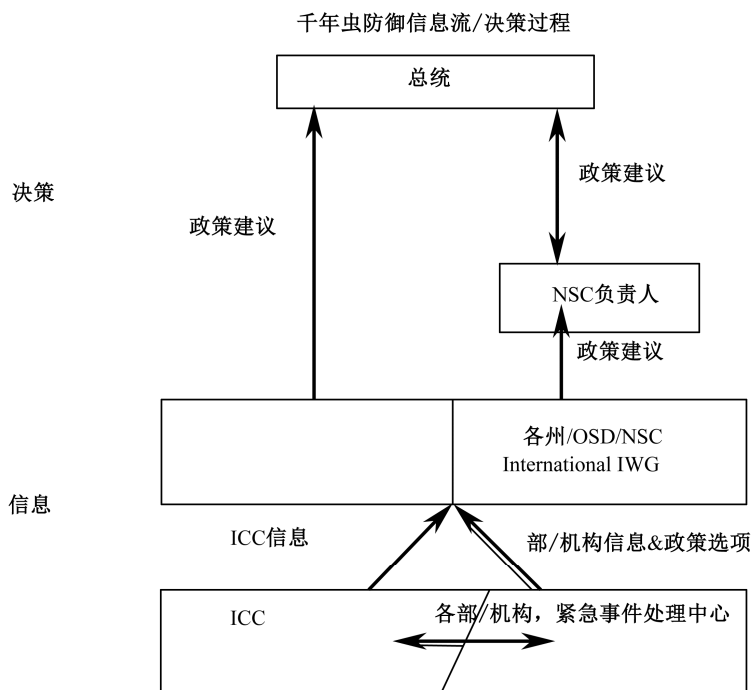 千年虫防御信息流/决策过程
总统
决策
政策建议
政策建议
NSC负责人
政策建议
各州/OSD/NSC
International IWG
信息
ICC信息
部/机构信息&政策选项
ICC
各部/机构，紧急事件处理中心